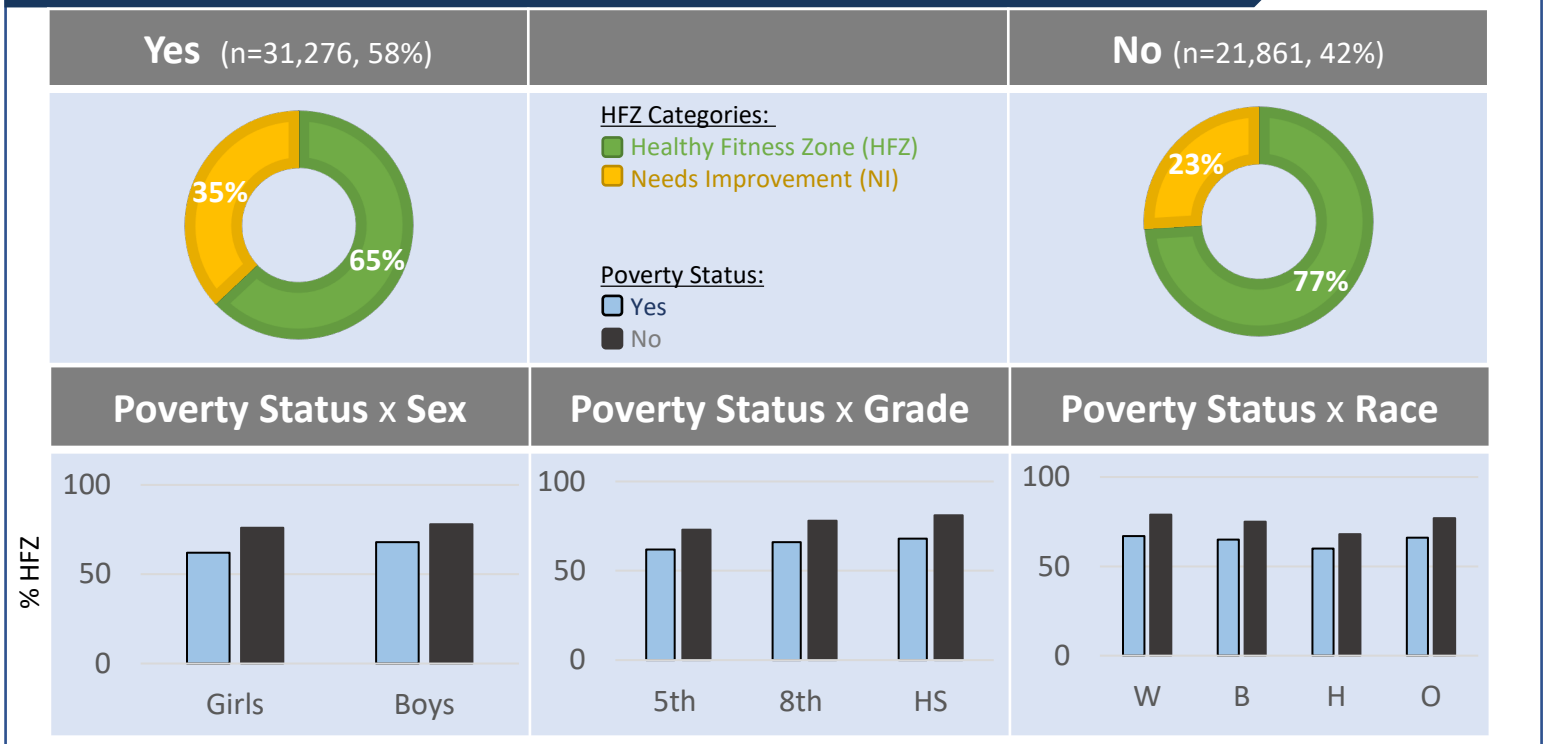 Yes (n=31,276, 58%)
No (n=21,861, 42%)
35%
65%
HFZ Categories:
Healthy Fitness Zone (HFZ)
Needs Improvement (NI)
Poverty Status:
Yes
No
23%
77%
Poverty Status x Sex
Poverty Status x Grade
Poverty Status x Race
% HFZ
100
50
0
Girls Boys
100
50
0
5th 8th HS
100
50
0
W B H O